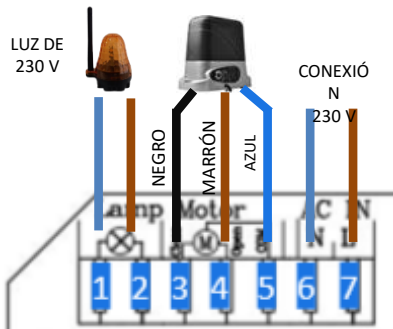 LUZ DE
230 V
CONEXIÓ
N
230 V
NEGRO
MARRÓN
AZUL
Lamp Motor AC IN
M N L
1 2 3 4 5 6 7